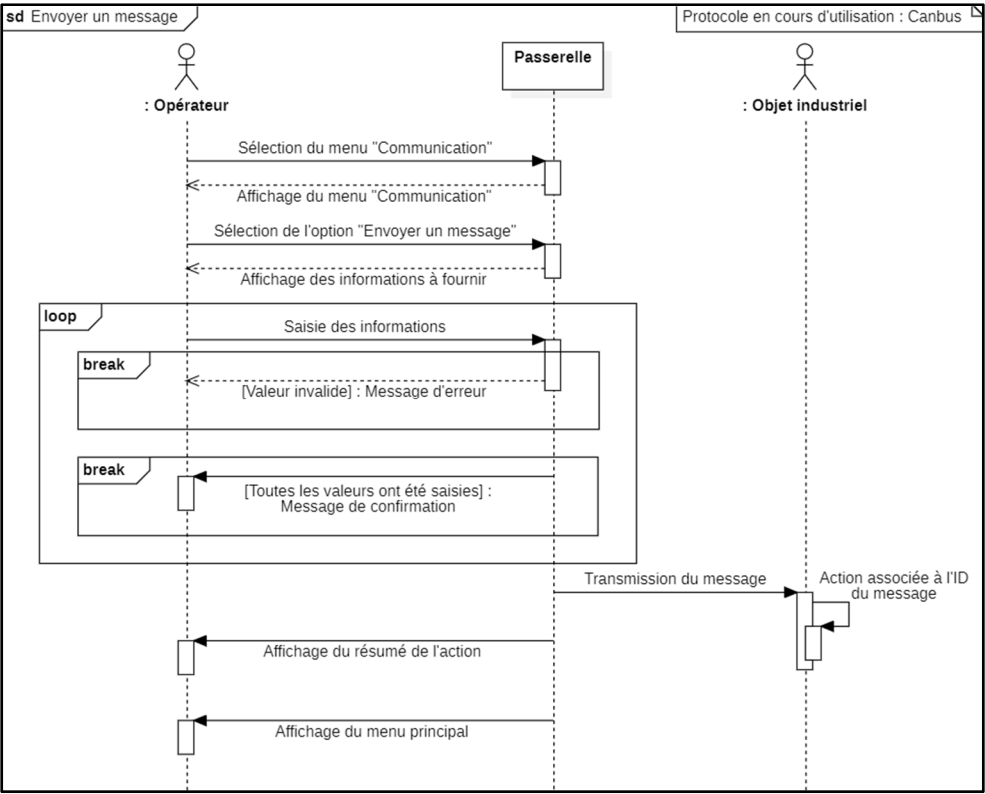 sd Envoyer un message
Protocole en cours d'utilisation : Canbus
Passerelle
: Opérateur
: Objet industriel
Sélection du menu "Communication"
Affichage du menu "Communication"
Sélection de l'option "Envoyer un message"
Affichage des informations à fournir
loop
Saisie des informations
break
[Valeur invalide] : Message d'erreur
break
[Toutes les valeurs ont été saisies] :
Message de confirmation
Transmission du message
Action associée à l'ID
du message
Affichage du résumé de l'action
Affichage du menu principal